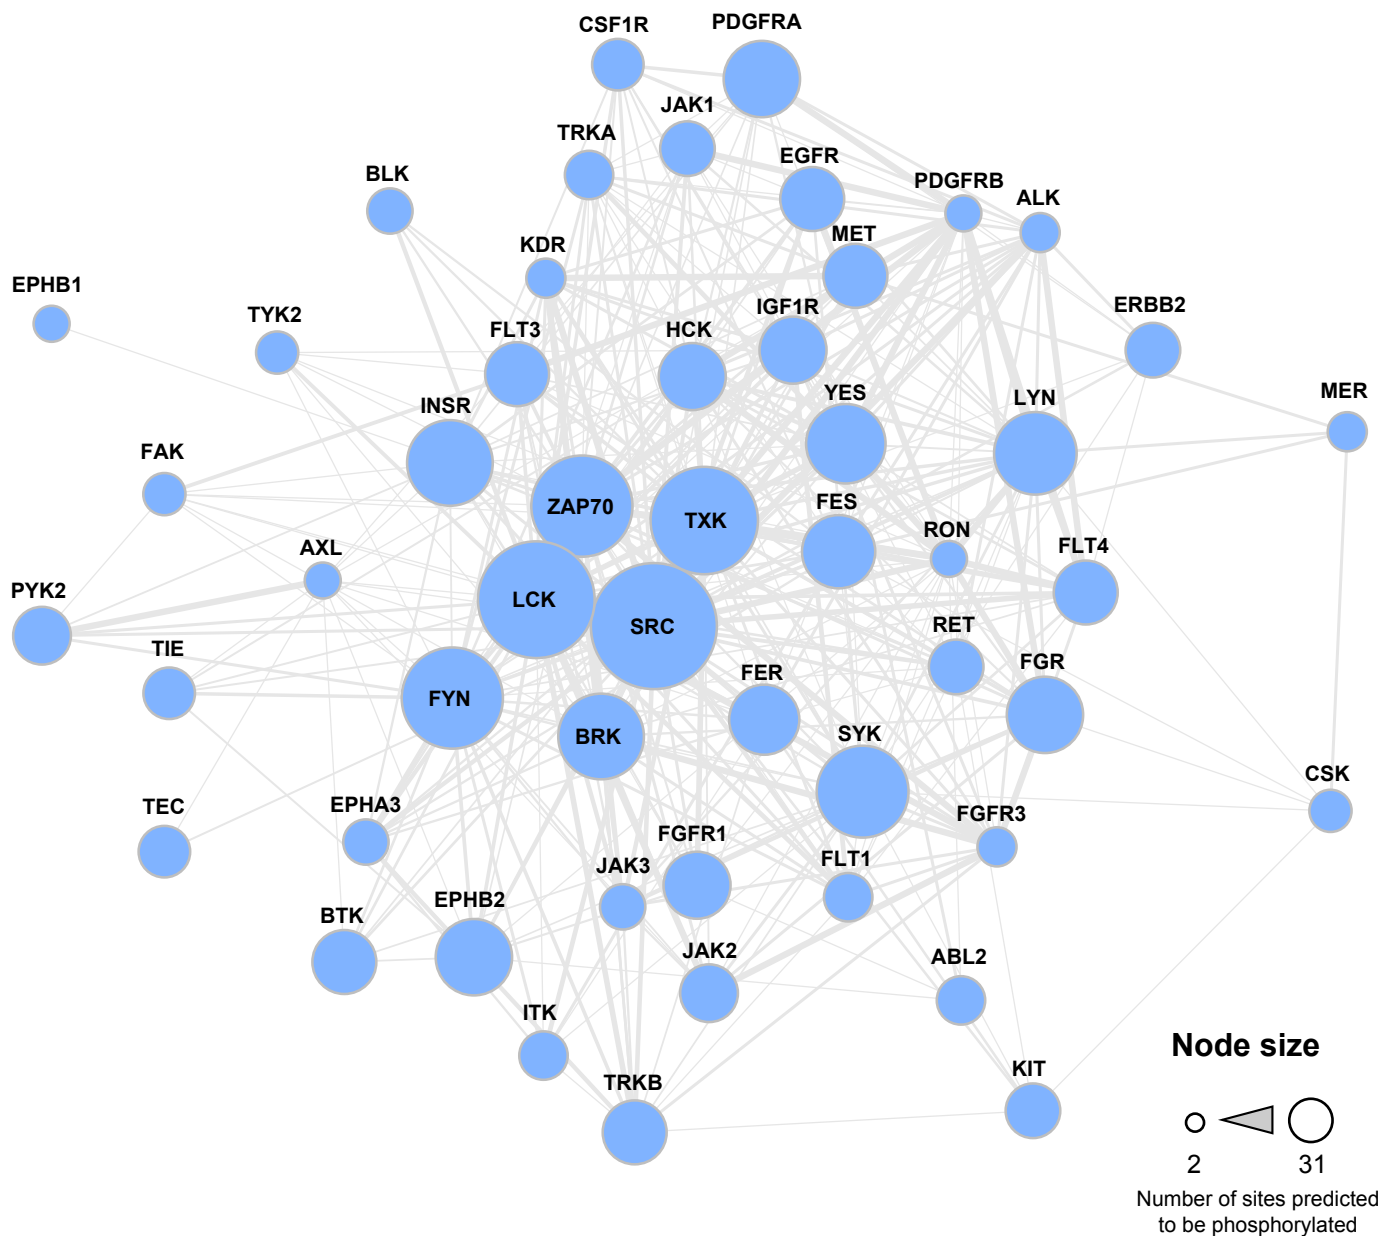 CSF1R
PDGFRA
JAK1
TRKA
EGFR
BLK
PDGFRB
ALK
MET
KDR
EPHB1
TYK2
FLT3
HCK
IGF1R
ERBB2
INSR
YES
LYN
MER
FAK
ZAP70
TXK
FES
RON
FLT4
AXL
PYK2
LCK
SRC
RET
TIE
FYN
FER
FGR
BRK
SYK
CSK
TEC
EPHA3
FGFR1
FGFR3
JAK3
FLT1
EPHB2
BTK
JAK2
ABL2
ITK
TRKB
KIT
Node size
2 31
Number of sites predicted
to be phosphorylated